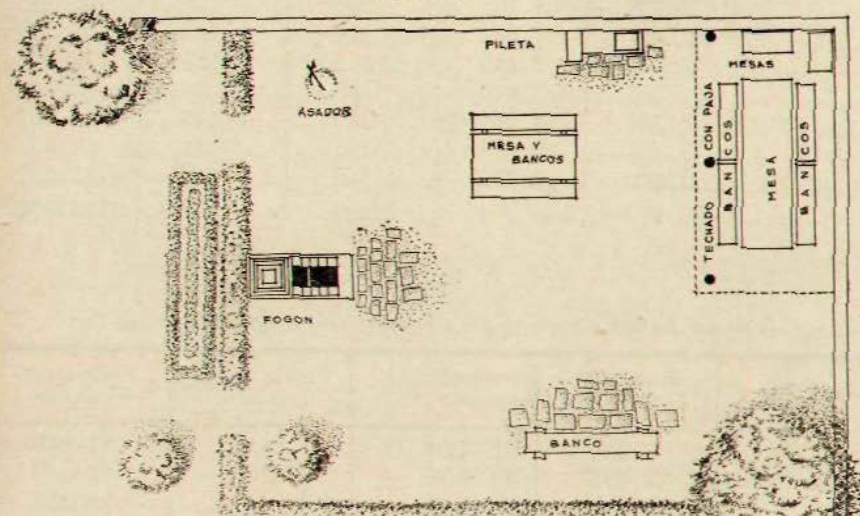 PILETA
MESAS
ASADOR
MESA Y
BANCOS
TECHADO CON PAJA
BANCOS
MESA
BANCOS
FOGON
BANCO